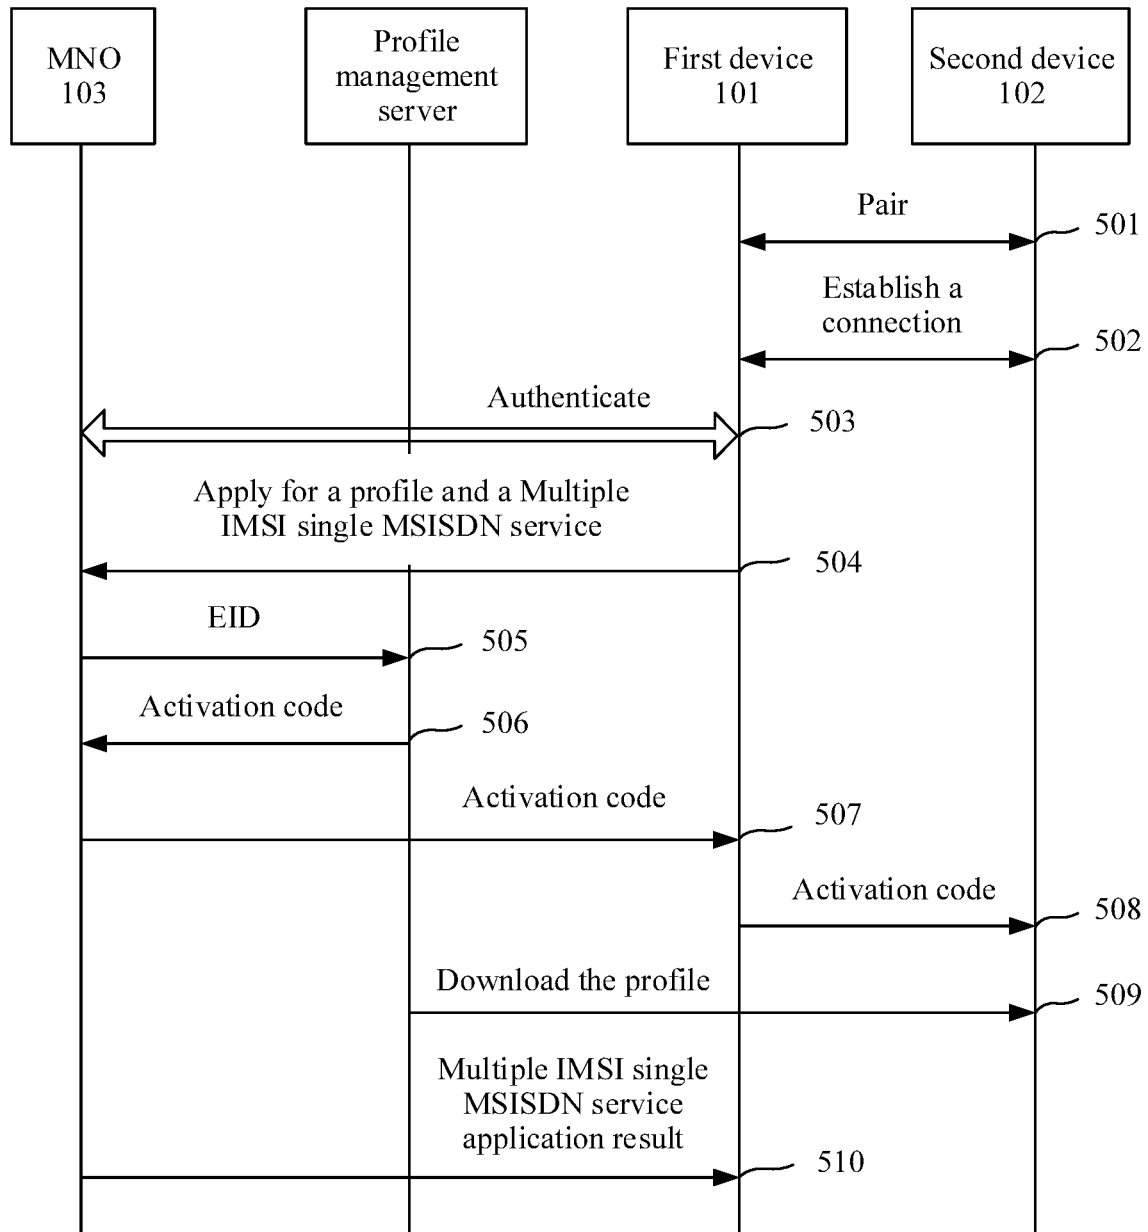 MNO
103
Profile
management
server
First device
101
Second device
102
Pair
501
Establish a
connection
502
Authenticate
503
Apply for a profile and a Multiple
IMSI single MSISDN service
504
EID
505
Activation code
506
Activation code
507
Activation code
508
Download the profile
509
Multiple IMSI single
MSISDN service
application result
510